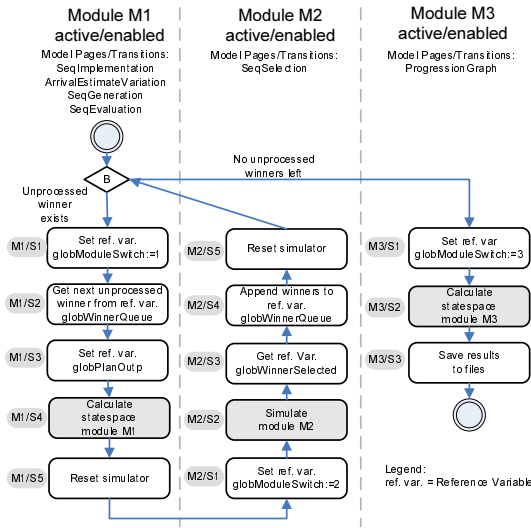 Module M1
active/enabled
Model Pages/Transitions:
SeqImplementation
ArrivalEstimateVariation
SeqGeneration
SeqEvaluation
B
Unprocessed
winner
exists
M1/S1
Set ref. var.
globModuleSwitch:=1
M1/S2
Get next unprocessed
winner from ref. var.
globWinnerQueue
M1/S3
Set ref. var.
globPlanOutp
M1/S4
Calculate
statespace
module M1
M1/S5
Reset simulator
Module M2
active/enabled
Model Pages/Transitions:
SeqSelection
No unprocessed
winners left
M2/S5
Reset simulator
M2/S4
Append winners to
ref. var.
globWinnerQueue
M2/S3
Get ref. Var.
globWinnerSelected
M2/S2
Simulate
module M2
M2/S1
Set ref. var.
globModuleSwitch:=2
Module M3
active/enabled
Model Pages/Transitions:
ProgressionGraph
M3/S1
Set ref. var
globModuleSwitch:=3
M3/S2
Calculate
statespace
module M3
M3/S3
Save results
to files
Legend:
ref. var. = Reference Variable